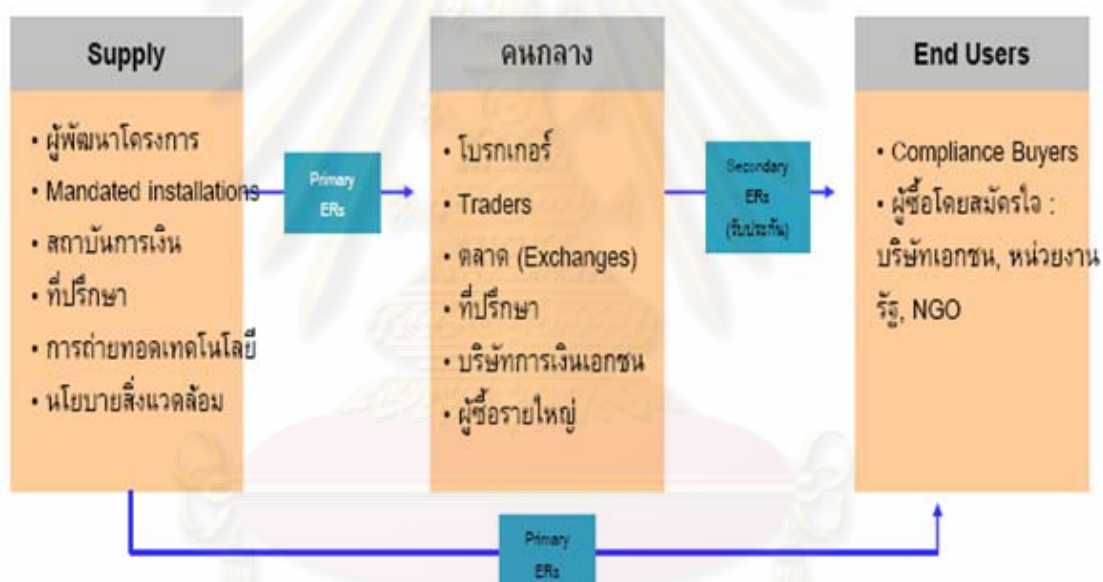 Supply
• ผู้พัฒนาโครงการ
• Mandated installations
• สถาบันการเงิน
• ที่ปรึกษา
• การถ่ายทอดเทคโนโลยี
• นโยบายสิ่งแวดล้อม
Primary
ERs
คนกลาง
• โบรกเกอร์
• Traders
• ตลาด (Exchanges)
• ที่ปรึกษา
• บริษัทการเงินเอกชน
• ผู้ซื้อรายใหญ่
Secondary
ERs
(รับประกัน)
End Users
• Compliance Buyers
• ผู้ซื้อโดยสมัครใจ :
บริษัทเอกชน, หน่วยงาน
รัฐ, NGO
Primary
ERs